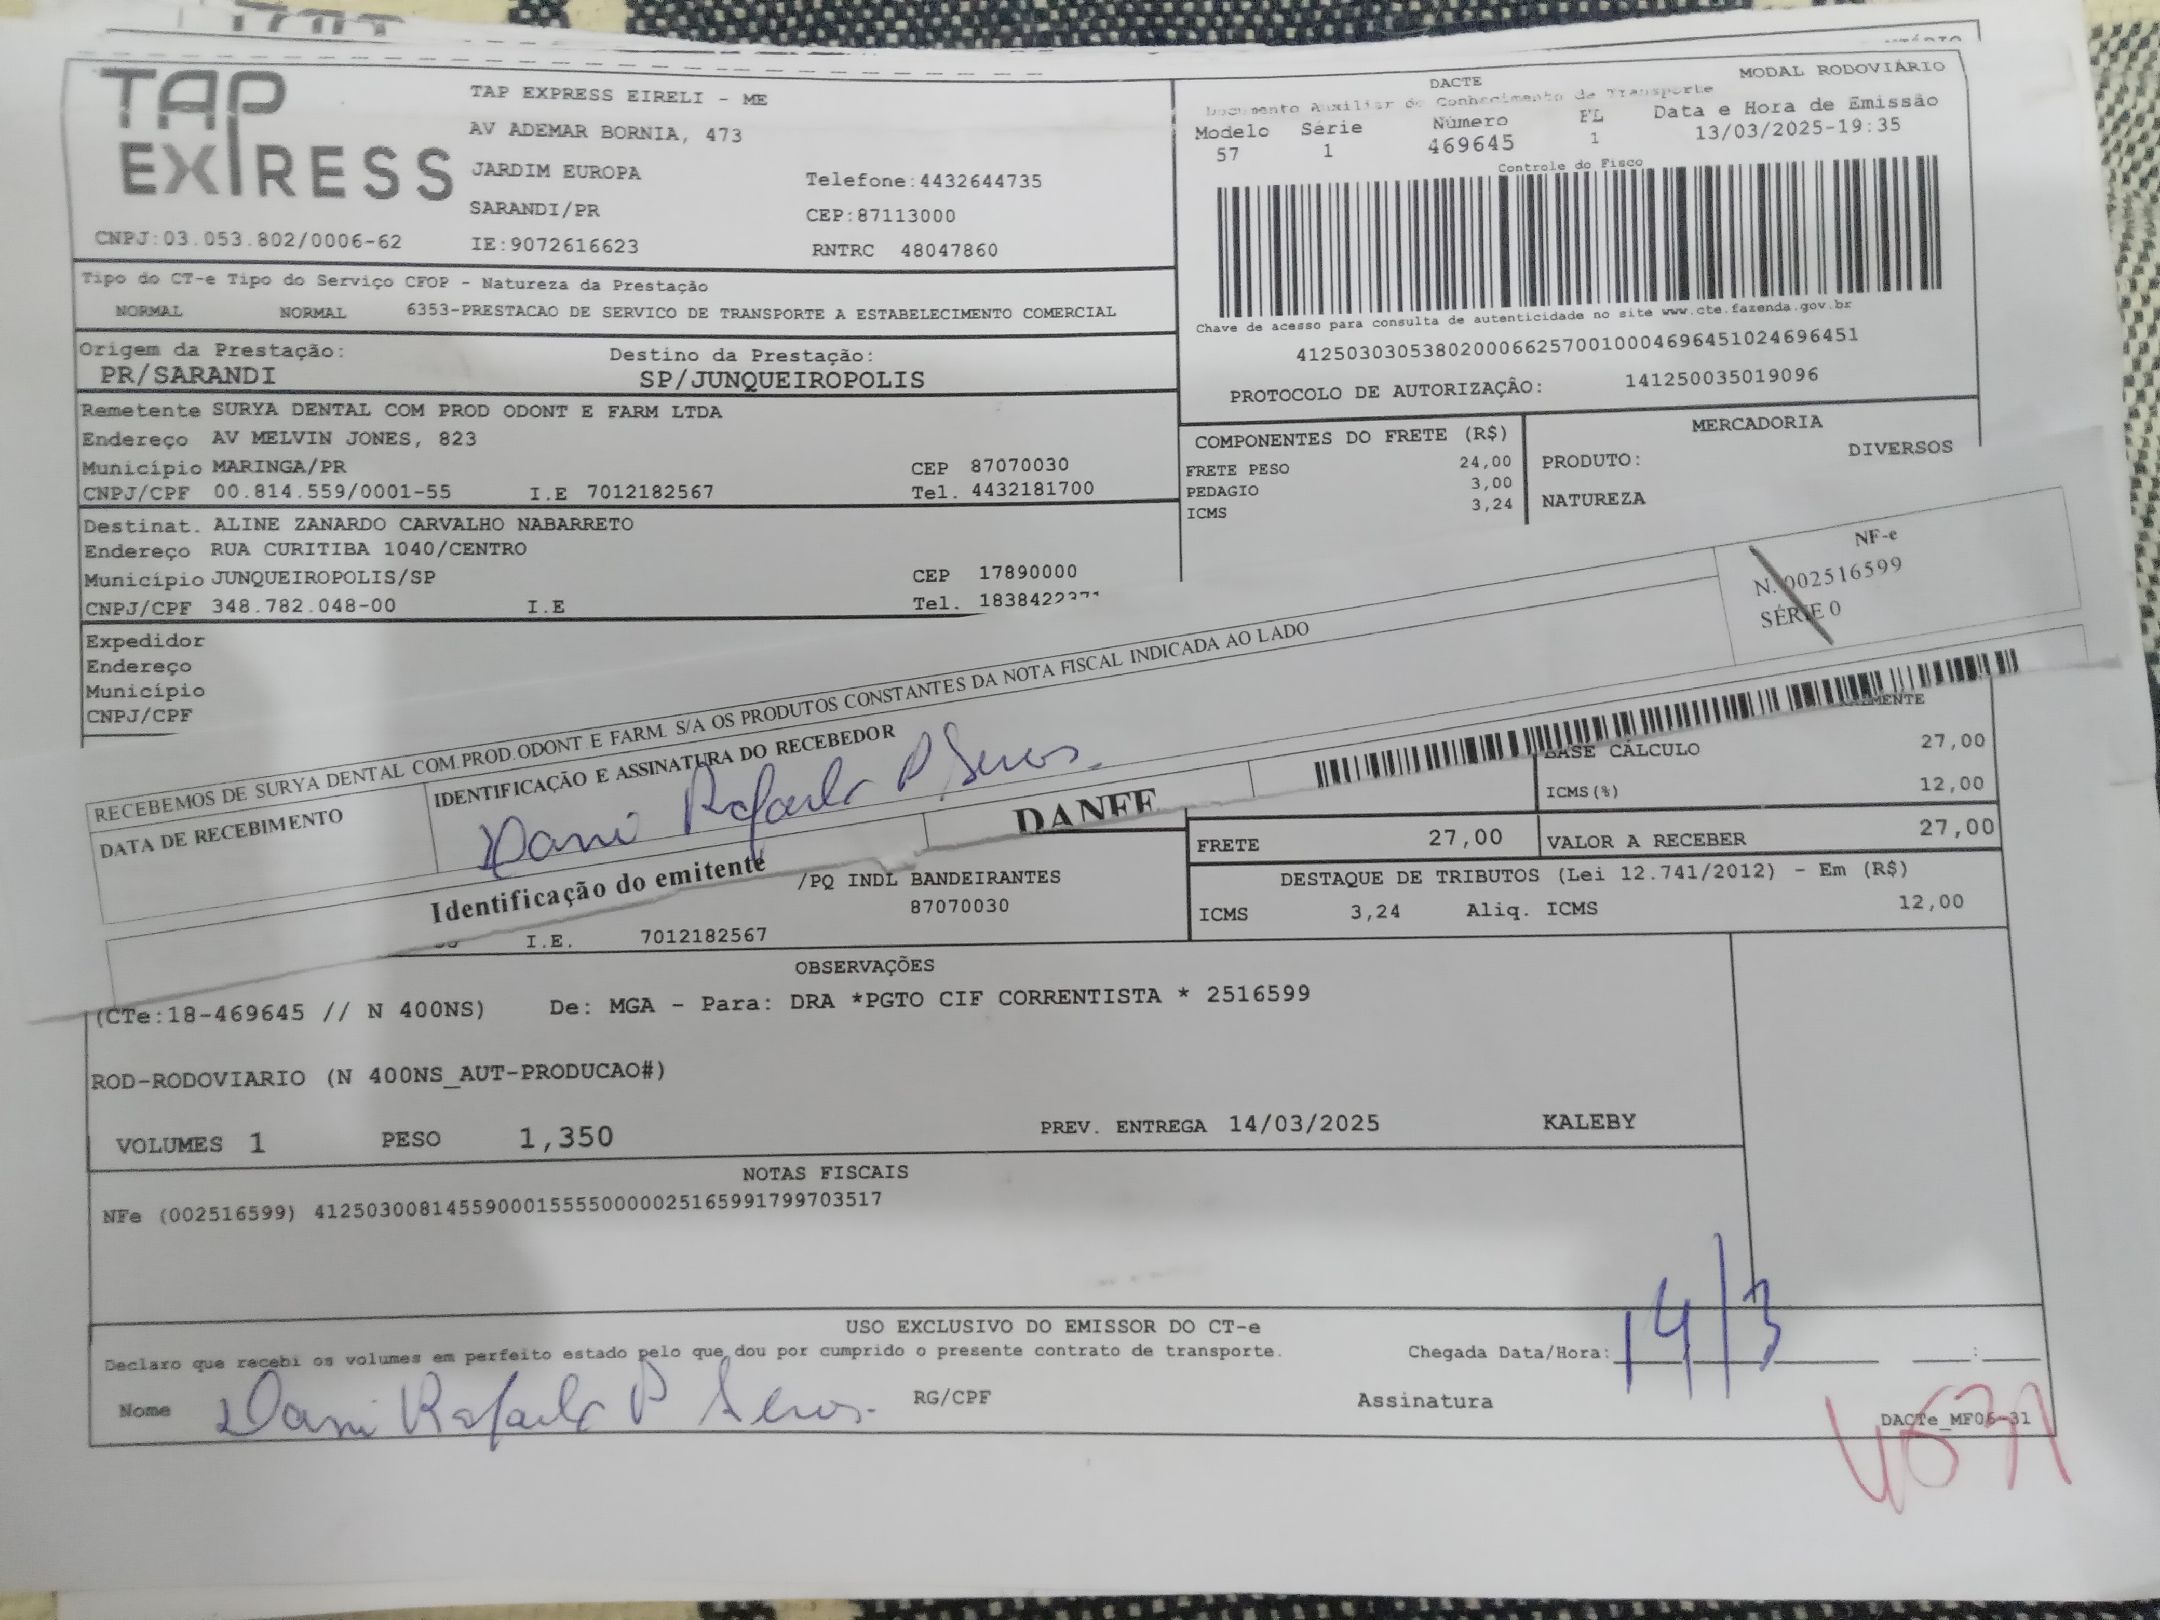 TAP
EXPRESS
CNPJ:03.053.802/0006-62
TAP EXPRESS EIRELI - ME
AV ADEMAR BORNIA, 473
JARDIM EUROPA
Telefone:4432644735
SARANDI/PR
CEP:87113000
IE:9072616623
RNTRC 48047860
DACTE
MODAL RODOVIÁRIO
Documento Auxiliar do Conhecimento de Transporte
Modelo Série Número FL Data e Hora de Emissão
57 1 469645 1 13/03/2025-19:35
Controle do Fisco
Chave de acesso para consulta de autenticidade no site www.cte.fazenda.gov.br
41250303053802000662570010004696451024696451
PROTOCOLO DE AUTORIZAÇÃO: 141250035019096
Tipo do CT-e Tipo do Serviço CFOP - Natureza da Prestação
NORMAL NORMAL 6353-PRESTACAO DE SERVICO DE TRANSPORTE A ESTABELECIMENTO COMERCIAL
Origem da Prestação: Destino da Prestação:
PR/SARANDI SP/JUNQUEIROPOLIS
Remetente SURYA DENTAL COM PROD ODONT E FARM LTDA
Endereço AV MELVIN JONES, 823
Município MARINGA/PR CEP 87070030
CNPJ/CPF 00.814.559/0001-55 I.E 7012182567 Tel. 4432181700
COMPONENTES DO FRETE (R$)
FRETE PESO 24,00
PEDAGIO 3,00
ICMS 3,24
MERCADORIA
PRODUTO: DIVERSOS
NATUREZA
Destinat. ALINE ZANARDO CARVALHO NABARRETO
Endereço RUA CURITIBA 1040/CENTRO
Município JUNQUEIROPOLIS/SP CEP 17890000
CNPJ/CPF 348.782.048-00 I.E Tel.
Expedidor
Endereço
Município
CNPJ/CPF
RECEBEMOS DE SURYA DENTAL COM.PROD.ODONT E FARM. S/A OS PRODUTOS CONSTANTES DA NOTA FISCAL INDICADA AO LADO
NF-e
N. 002516599
SÉRIE 0
DATA DE RECEBIMENTO
IDENTIFICAÇÃO E ASSINATURA DO RECEBEDOR
Dani Rafaela P
Identificação do emitente
DANFE
BASE CÁLCULO 27,00
ICMS(%) 12,00
FRETE 27,00 VALOR A RECEBER 27,00
DESTAQUE DE TRIBUTOS (Lei 12.741/2012) - Em (R$)
ICMS 3,24 Aliq. ICMS 12,00
/PQ INDL BANDEIRANTES
87070030
I.E. 7012182567
OBSERVAÇÕES
(CTe:18-469645 // N 400NS) De: MGA - Para: DRA *PGTO CIF CORRENTISTA * 2516599
ROD-RODOVIARIO (N 400NS_AUT-PRODUCAO#)
VOLUMES 1 PESO 1,350 PREV. ENTREGA 14/03/2025 KALEBY
NOTAS FISCAIS
NFe (002516599) 41250300814559000155550000025165991799703517
USO EXCLUSIVO DO EMISSOR DO CT-e
Declaro que recebi os volumes em perfeito estado pelo que dou por cumprido o presente contrato de transporte.
Chegada Data/Hora: 14/3
Nome Dani Rafaela P RG/CPF Assinatura